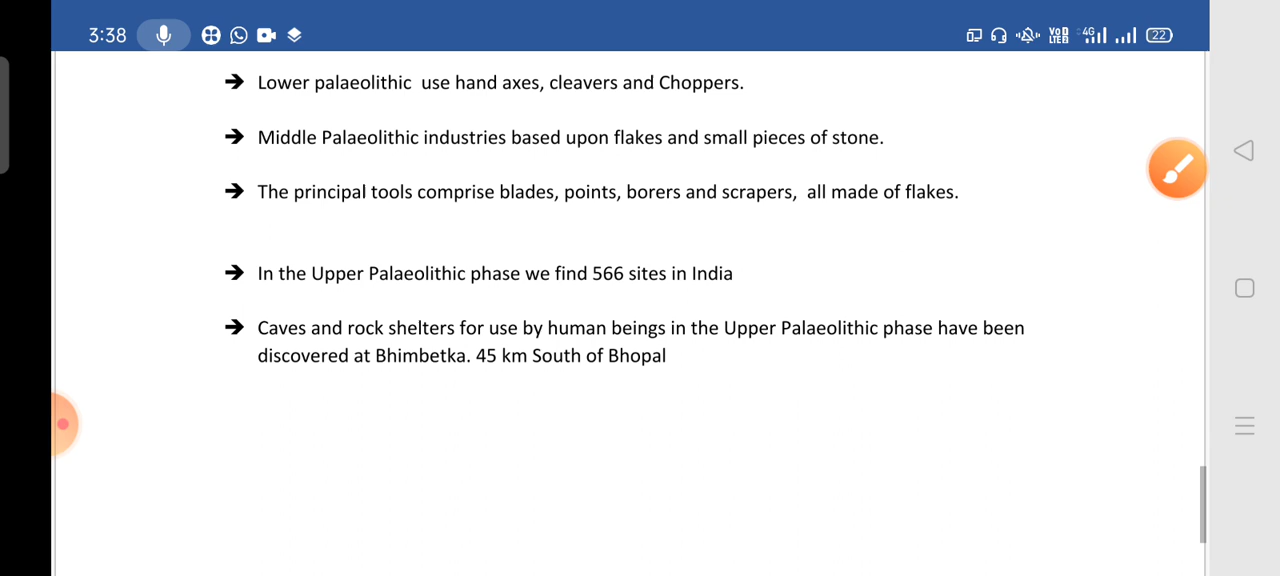 3:38
VoD LTE2 4G 22
➔ Lower palaeolithic use hand axes, cleavers and Choppers.
➔ Middle Palaeolithic industries based upon flakes and small pieces of stone.
➔ The principal tools comprise blades, points, borers and scrapers, all made of flakes.
➔ In the Upper Palaeolithic phase we find 566 sites in India
➔ Caves and rock shelters for use by human beings in the Upper Palaeolithic phase have been
discovered at Bhimbetka. 45 km South of Bhopal